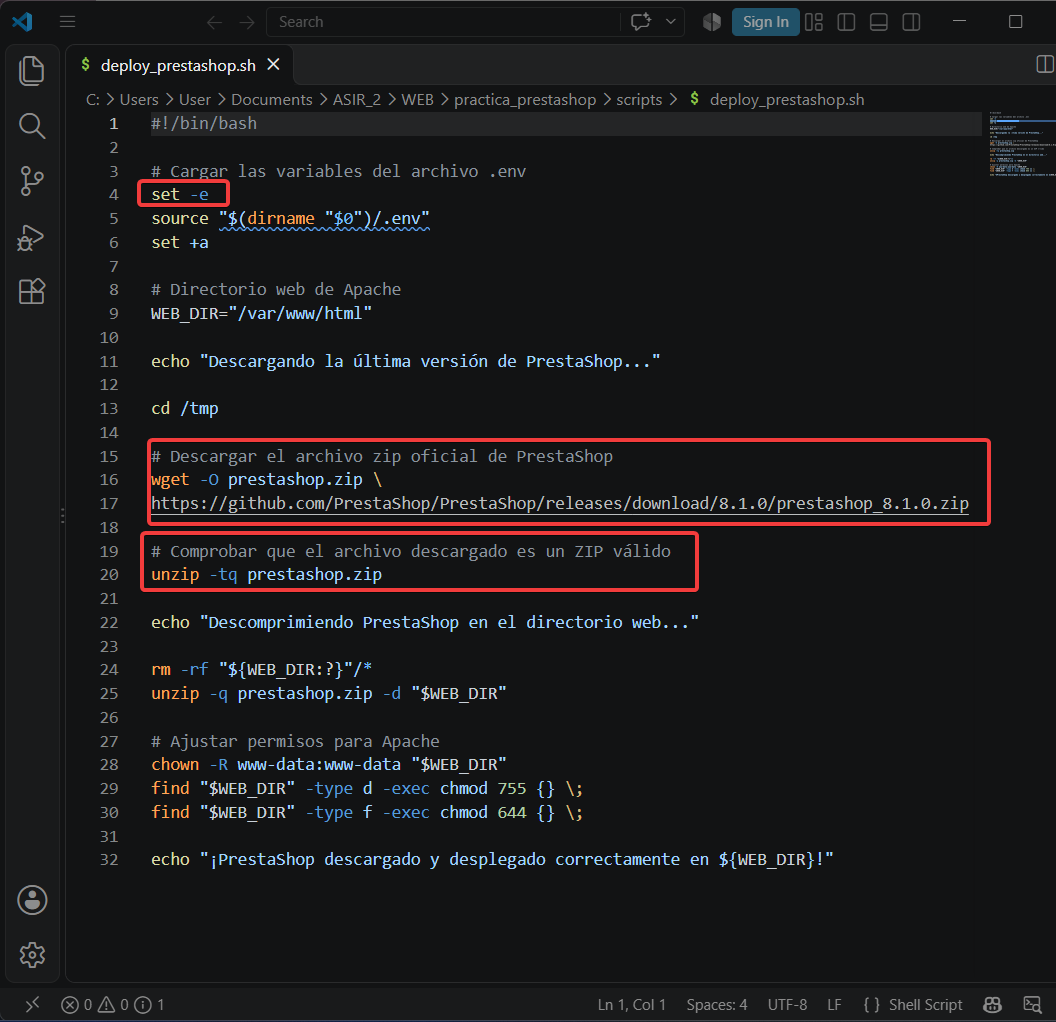 Search
Sign In
$ deploy_prestashop.sh
C: > Users > User > Documents > ASIR_2 > WEB > practica_prestashop > scripts > $ deploy_prestashop.sh
1 #!/bin/bash
2
3 # Cargar las variables del archivo .env
4 set -e
5 source "$(dirname "$0")/.env"
6 set +a
7
8 # Directorio web de Apache
9 WEB_DIR="/var/www/html"
10
11 echo "Descargando la última versión de PrestaShop..."
12
13 cd /tmp
14
15 # Descargar el archivo zip oficial de PrestaShop
16 wget -O prestashop.zip \
17 https://github.com/PrestaShop/PrestaShop/releases/download/8.1.0/prestashop_8.1.0.zip
18
19 # Comprobar que el archivo descargado es un ZIP válido
20 unzip -tq prestashop.zip
21
22 echo "Descomprimiendo PrestaShop en el directorio web..."
23
24 rm -rf "${WEB_DIR:?}"/*
25 unzip -q prestashop.zip -d "$WEB_DIR"
26
27 # Ajustar permisos para Apache
28 chown -R www-data:www-data "$WEB_DIR"
29 find "$WEB_DIR" -type d -exec chmod 755 {} \;
30 find "$WEB_DIR" -type f -exec chmod 644 {} \;
31
32 echo "¡PrestaShop descargado y desplegado correctamente en ${WEB_DIR}!"
0 0 1 Ln 1, Col 1 Spaces: 4 UTF-8 LF {} Shell Script